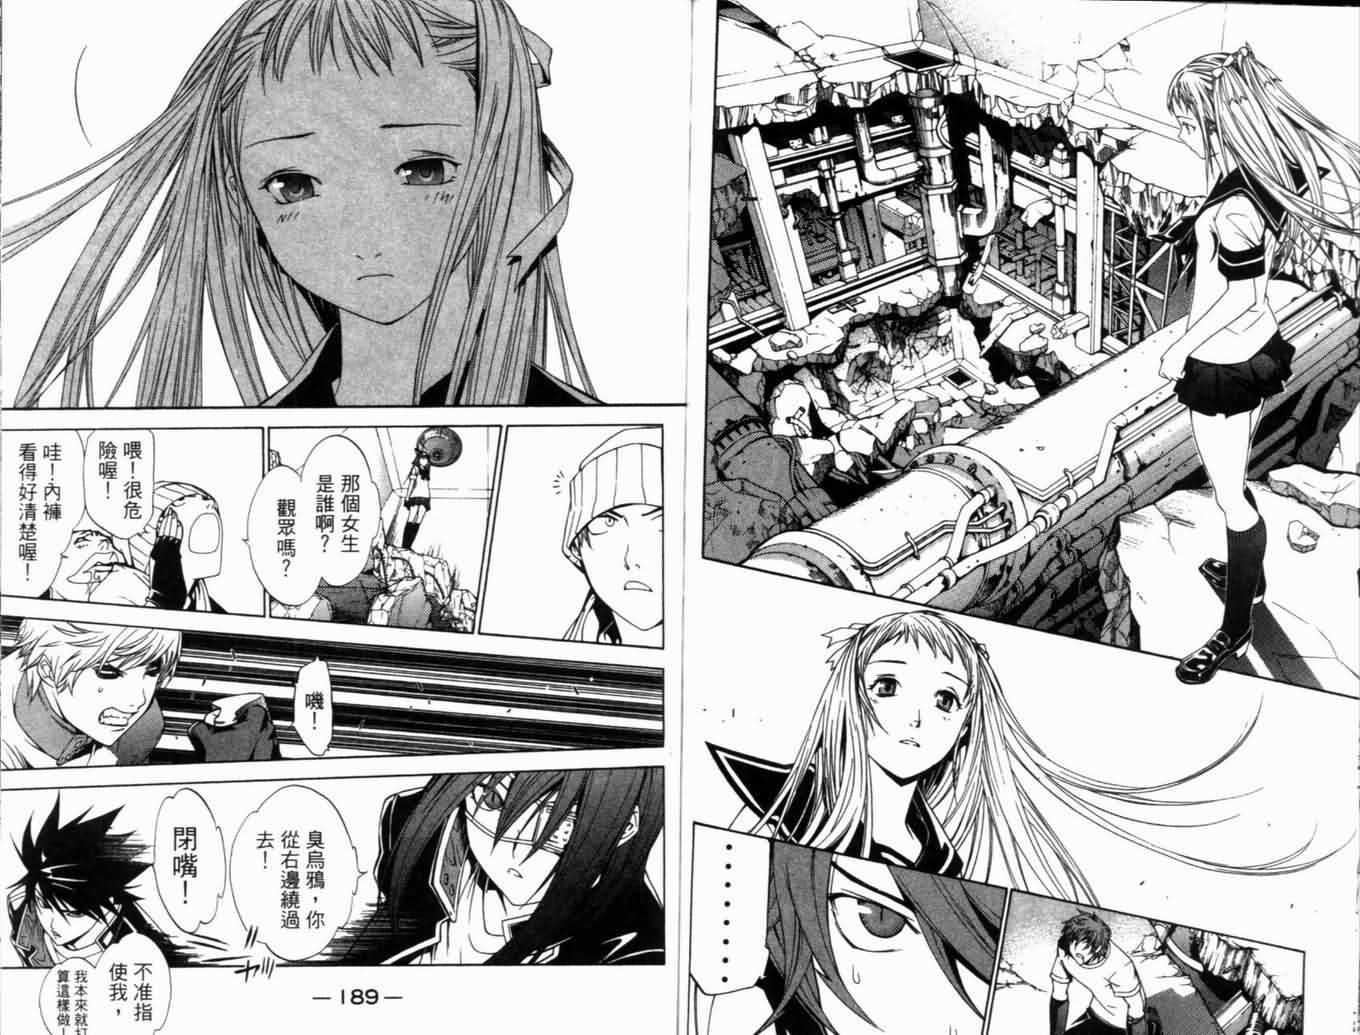 ‥‥‥‥
那個女生
是誰啊?
觀眾嗎?
喂!很危
險喔!
哇!內褲
看得好清楚喔!
嘰!
臭烏鴉,你
從右邊繞過
去!
閉嘴!
不准指
使我,
我本來就打
算這樣做!
—189—